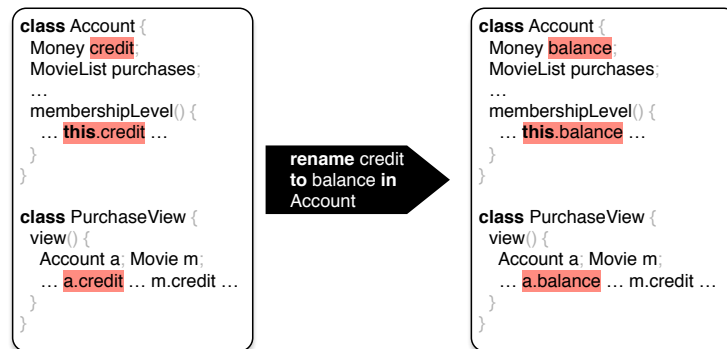 class Account {
Money credit;
MovieList purchases;
…
membershipLevel() {
… this.credit …
}
}
class PurchaseView {
view() {
Account a; Movie m;
… a.credit … m.credit …
}
}
rename credit
to balance in
Account
class Account {
Money balance;
MovieList purchases;
…
membershipLevel() {
… this.balance …
}
}
class PurchaseView {
view() {
Account a; Movie m;
… a.balance … m.credit …
}
}